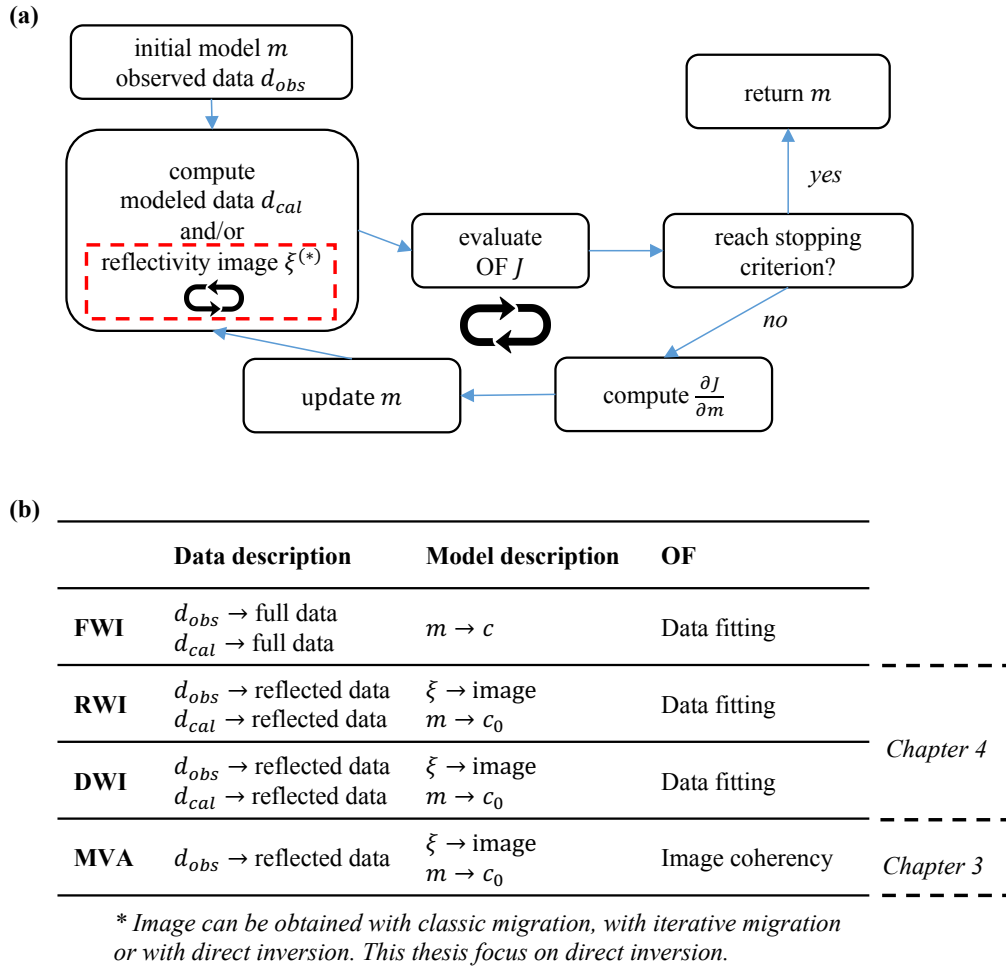 (a)
initial model m
observed data d_obs
compute
modeled data d_cal
and/or
reflectivity image ξ^(*)
evaluate
OF J
reach stopping
criterion?
yes
return m
no
compute ∂J/∂m
update m
(b)
Data description Model description OF
FWI d_obs → full data m → c Data fitting
d_cal → full data
RWI d_obs → reflected data ξ → image Data fitting
d_cal → reflected data m → c_0
DWI d_obs → reflected data ξ → image Data fitting
d_cal → reflected data m → c_0
Chapter 4
MVA d_obs → reflected data ξ → image Image coherency
m → c_0
Chapter 3
* Image can be obtained with classic migration, with iterative migration
or with direct inversion. This thesis focus on direct inversion.